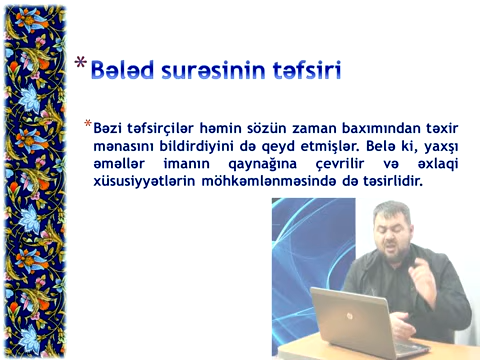 * Bələd surəsinin təfsiri
* Bəzi təfsirçilər həmin sözün zaman baxımından təxir
mənasını bildirdiyini də qeyd etmişlər. Belə ki, yaxşı
əməllər imanın qaynağına çevrilir və əxlaqi
xüsusiyyətlərin möhkəmlənməsində də təsirlidir.